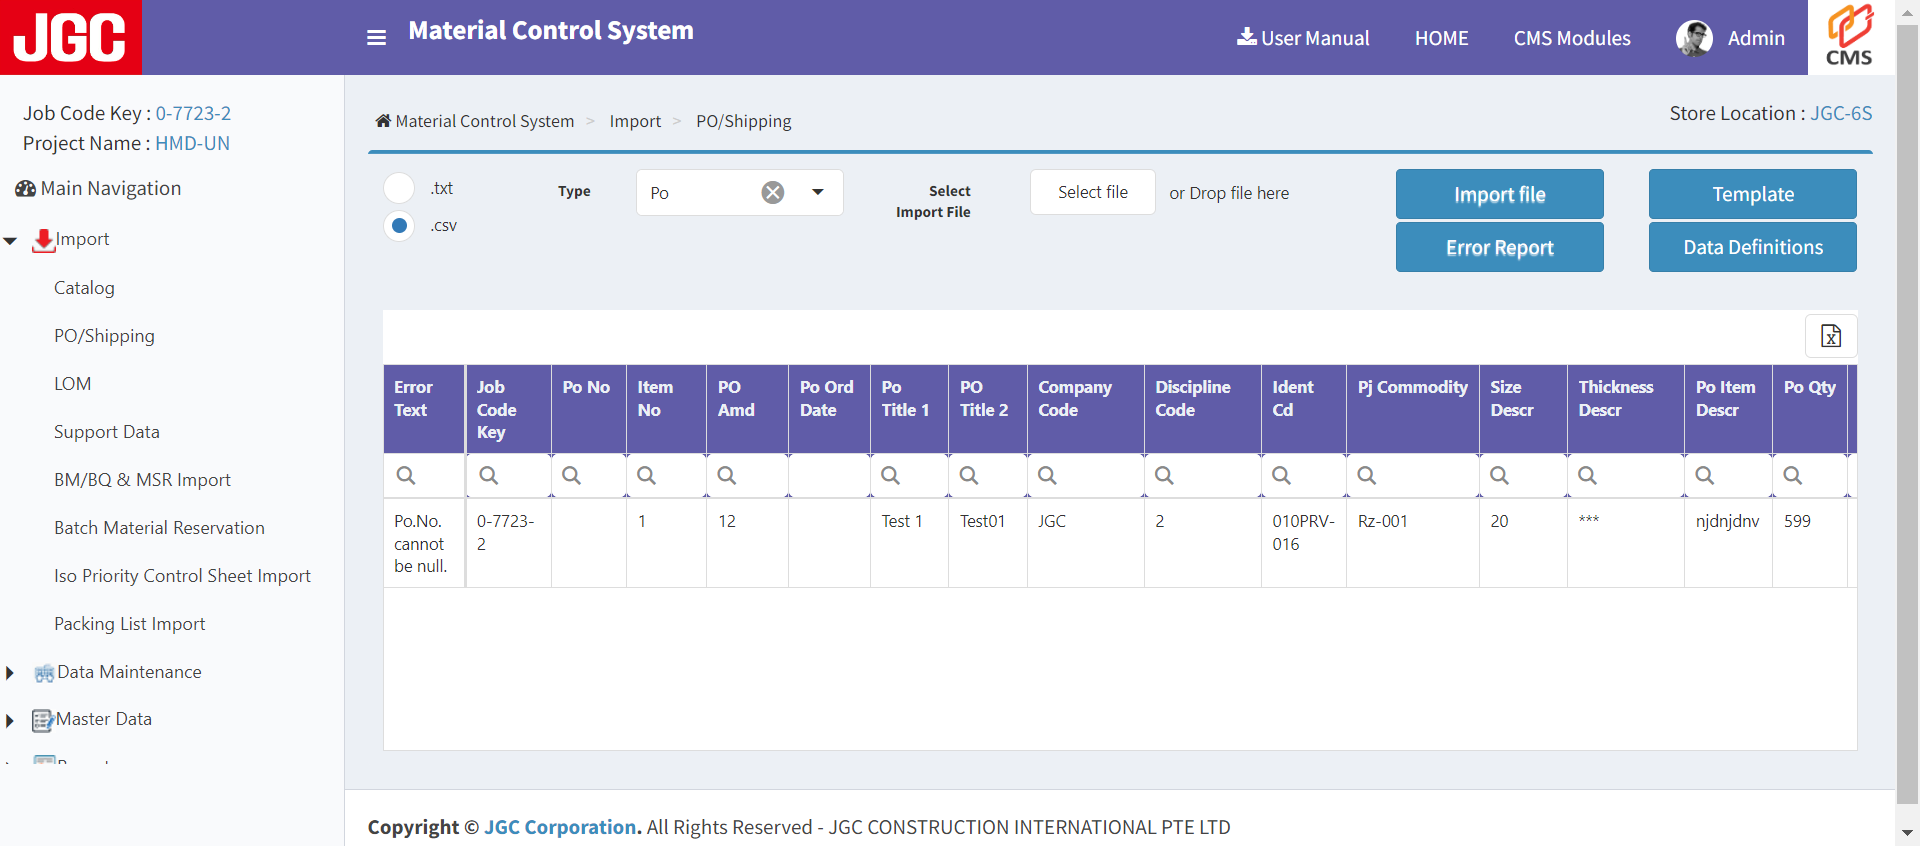 JGC
Material Control System
User Manual
HOME
CMS Modules
Admin
CMS
Job Code Key : 0-7723-2
Project Name : HMD-UN
Main Navigation
Import
Catalog
PO/Shipping
LOM
Support Data
BM/BQ & MSR Import
Batch Material Reservation
Iso Priority Control Sheet Import
Packing List Import
Data Maintenance
Master Data
Material Control System > Import > PO/Shipping
Store Location : JGC-6S
.txt
.csv
Type
Po
Select
Import File
Select file
or Drop file here
Import file
Template
Error Report
Data Definitions
Error Text
Job Code Key
Po No
Item No
PO Amd
Po Ord Date
Po Title 1
PO Title 2
Company Code
Discipline Code
Ident Cd
Pj Commodity
Size Descr
Thickness Descr
Po Item Descr
Po Qty
Po.No. cannot be null.
0-7723-2
1
12
Test 1
Test01
JGC
2
010PRV-016
Rz-001
20
***
njdnjdnv
599
Copyright © JGC Corporation. All Rights Reserved - JGC CONSTRUCTION INTERNATIONAL PTE LTD